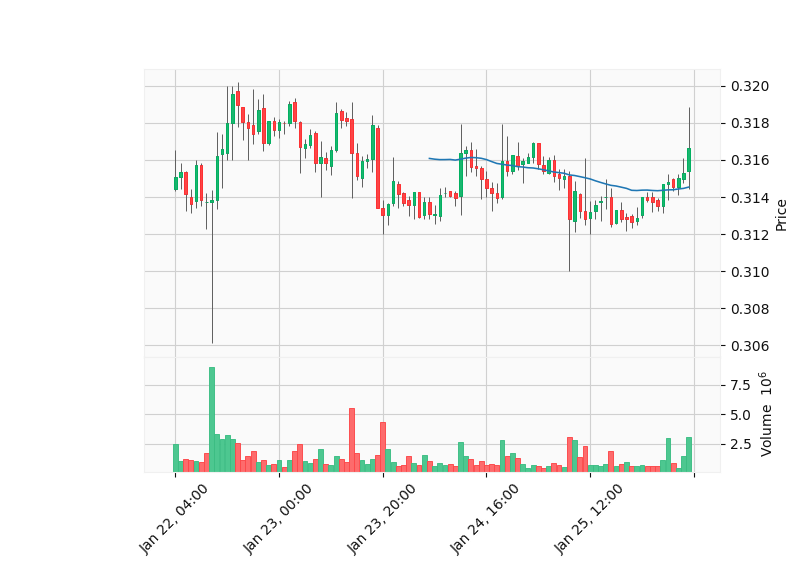 0.320
0.318
0.316
0.314
0.312
0.310
0.308
0.306
Price
7.5
5.0
2.5
Volume 10⁶
Jan 22, 04:00
Jan 23, 00:00
Jan 23, 20:00
Jan 24, 16:00
Jan 25, 12:00